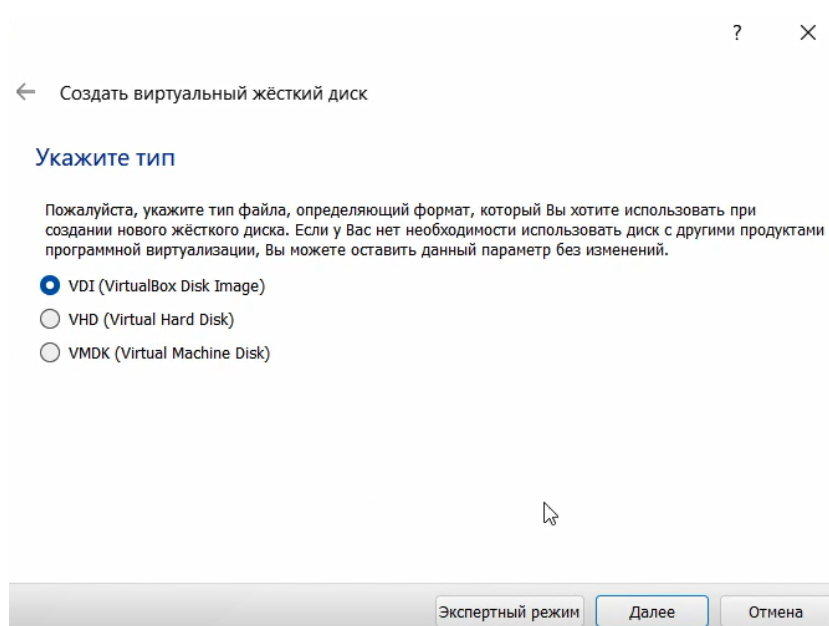 ?
Создать виртуальный жёсткий диск
Укажите тип
Пожалуйста, укажите тип файла, определяющий формат, который Вы хотите использовать при
создании нового жёсткого диска. Если у Вас нет необходимости использовать диск с другими продуктами
программной виртуализации, Вы можете оставить данный параметр без изменений.
VDI (VirtualBox Disk Image)
VHD (Virtual Hard Disk)
VMDK (Virtual Machine Disk)
Экспертный режим Далее Отмена